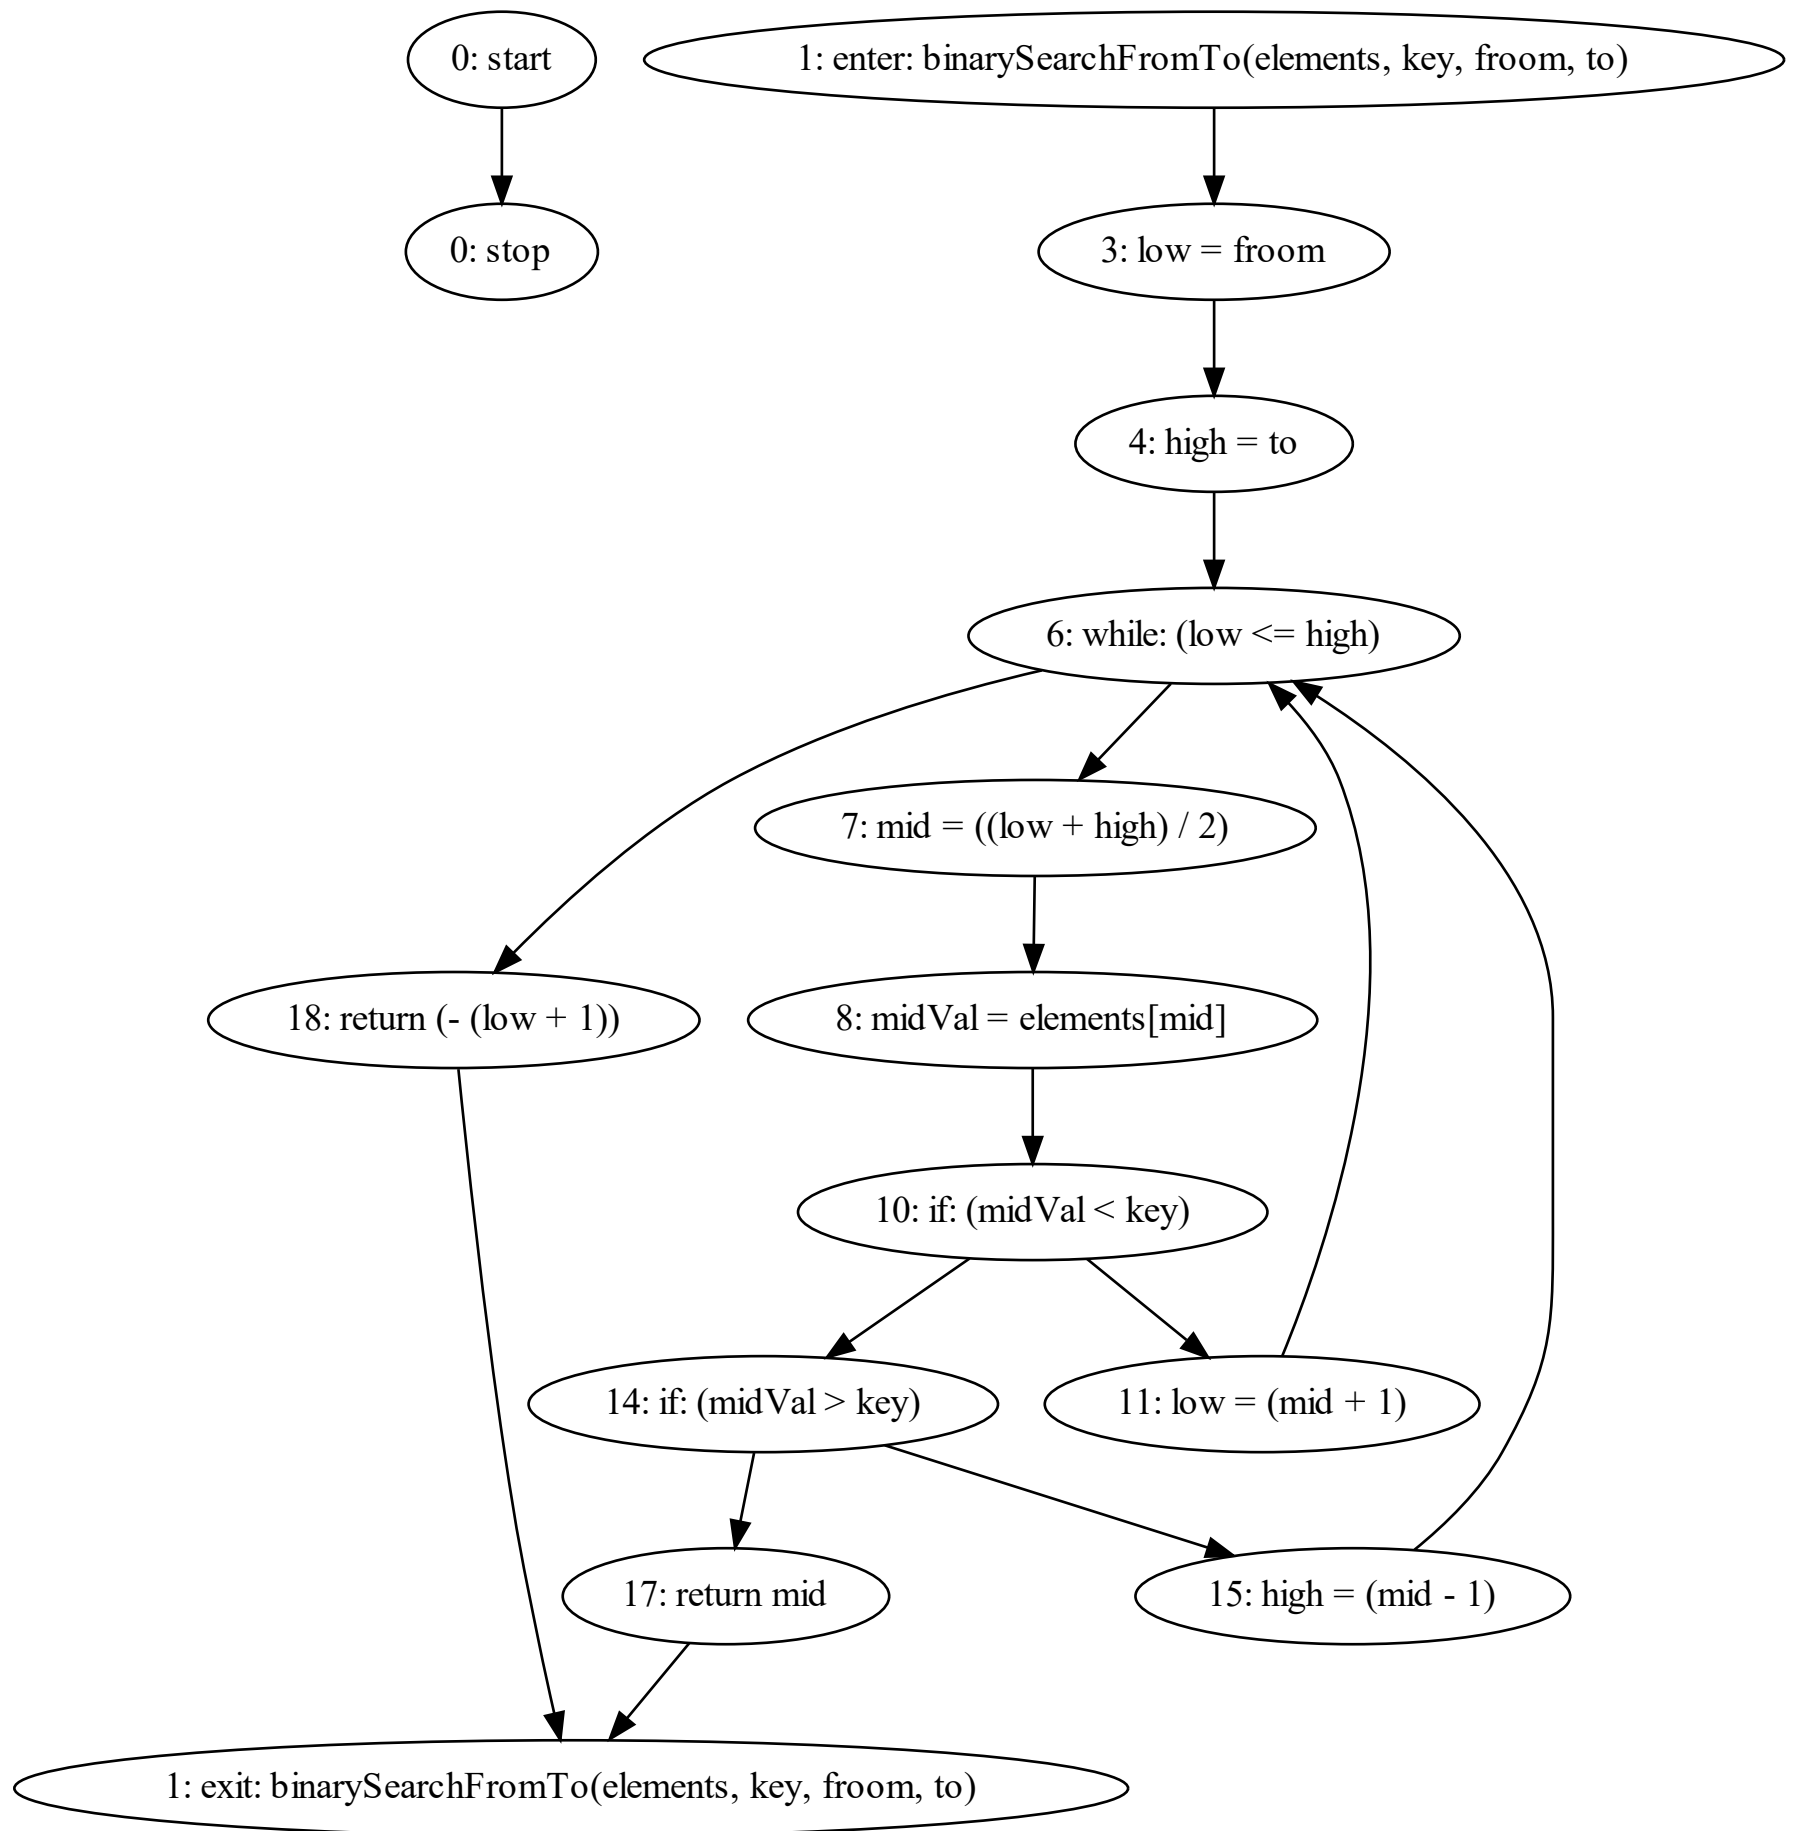 0: start
1: enter: binarySearchFromTo(elements, key, froom, to)
0: stop
3: low = froom
4: high = to
6: while: (low <= high)
7: mid = ((low + high) / 2)
18: return (- (low + 1))
8: midVal = elements[mid]
10: if: (midVal < key)
14: if: (midVal > key)
11: low = (mid + 1)
17: return mid
15: high = (mid - 1)
1: exit: binarySearchFromTo(elements, key, froom, to)